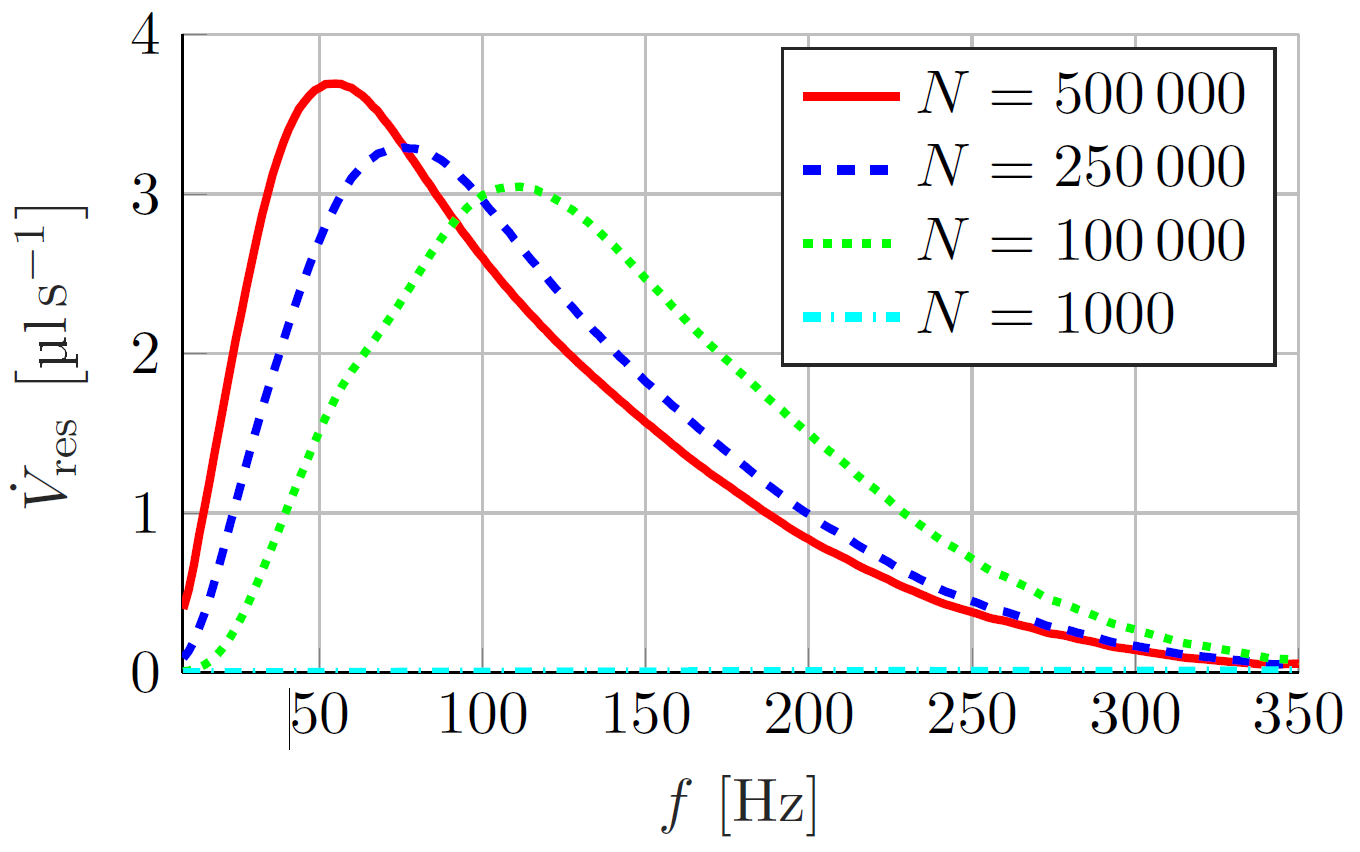 4
3
2
1
0
V̇res [µl s−1]
N = 500 000
N = 250 000
N = 100 000
N = 1000
50 100 150 200 250 300 350
f [Hz]